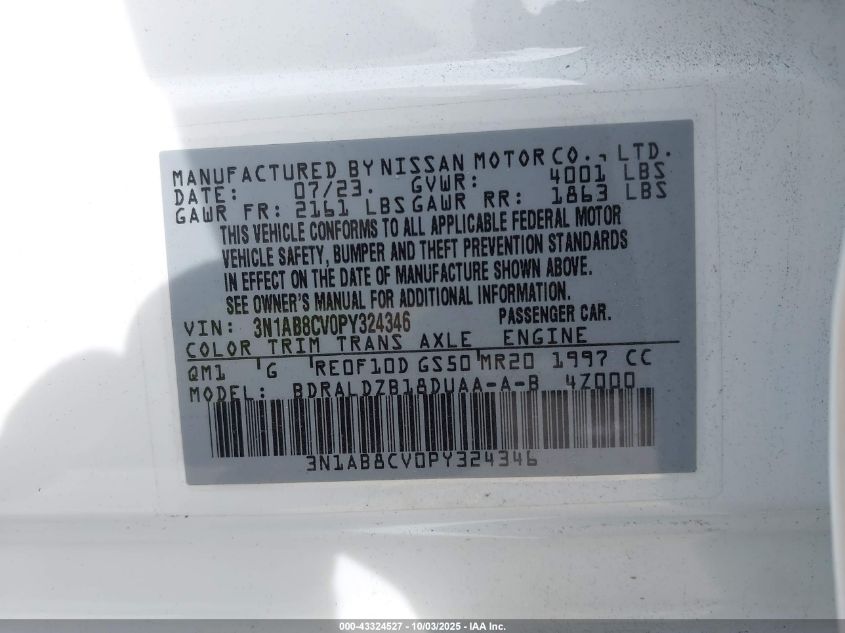 MANUFACTURED BY NISSAN MOTOR CO., LTD.
DATE: 07/23. GVWR: 4001 LBS
GAWR FR: 2161 LBS GAWR RR: 1863 LBS
THIS VEHICLE CONFORMS TO ALL APPLICABLE FEDERAL MOTOR
VEHICLE SAFETY, BUMPER AND THEFT PREVENTION STANDARDS
IN EFFECT ON THE DATE OF MANUFACTURE SHOWN ABOVE.
SEE OWNER'S MANUAL FOR ADDITIONAL INFORMATION.
VIN: 3N1AB8CV0PY324346 PASSENGER CAR.
COLOR TRIM TRANS AXLE ENGINE
QM1 G RE0F10D GS50 MR20 1997 CC
MODEL: BDRALDZB18DUAA-A-B 4Z000
3N1AB8CV0PY324346
000-43324527 - 10/03/2025 - IAA Inc.